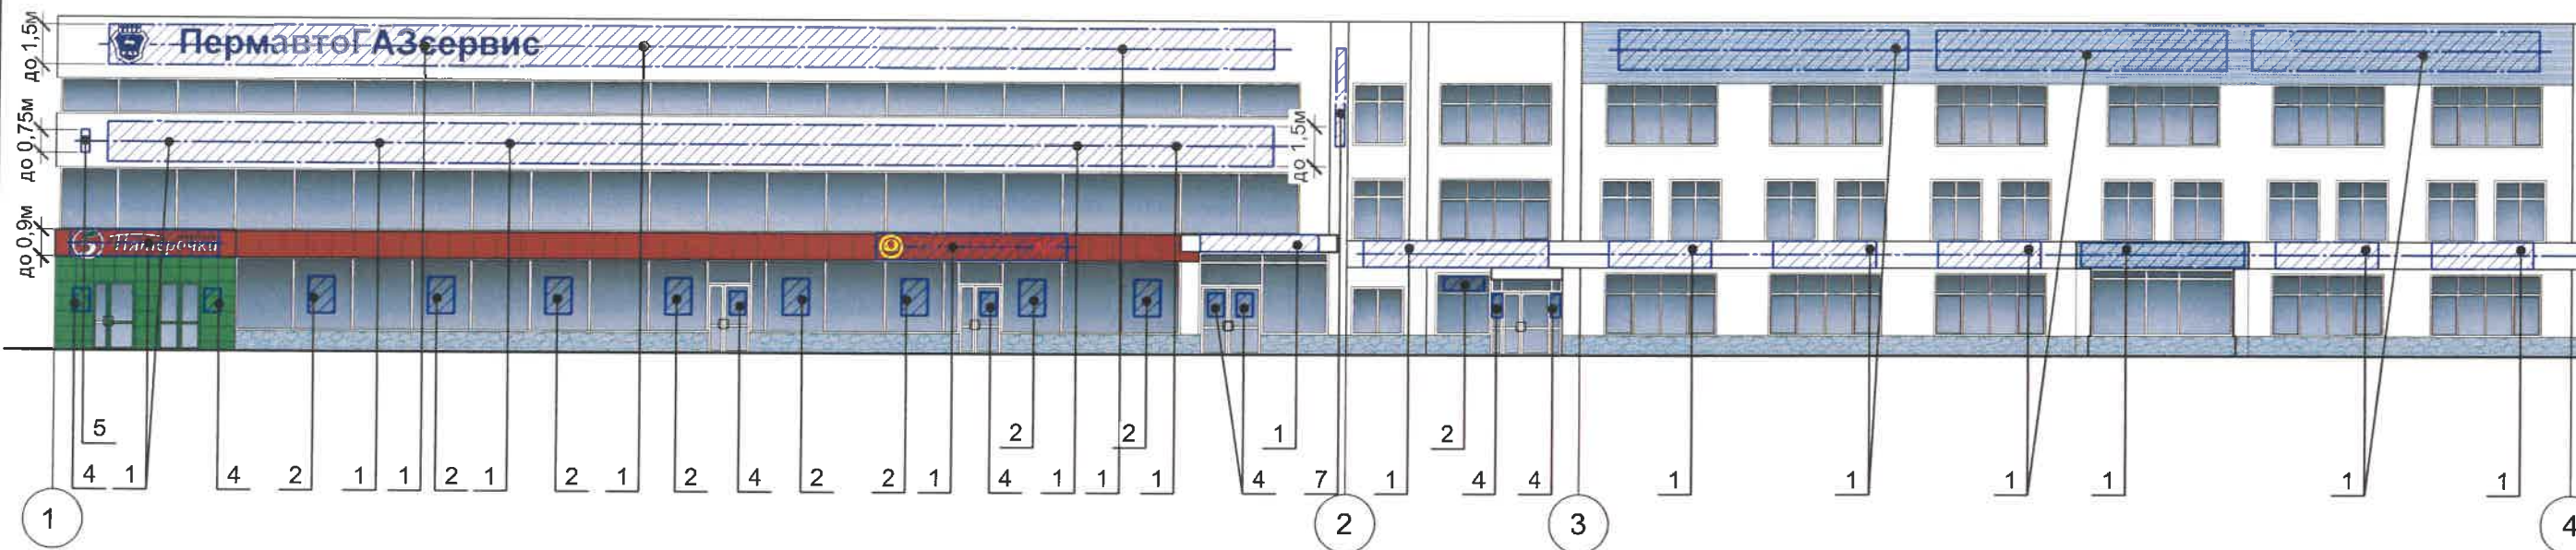 до 1,5м
ПермавтоГАЗсервис
до 0,75м
до 1,5м
до 0,9м
5 Пятёрочка
5 2 2 1 2
4 1 4 2 1 1 2 1 2 1 2 4 2 2 1 4 1 1 1 4 7 1 4 4 1 1 1 1 1 1
1 2 3 4